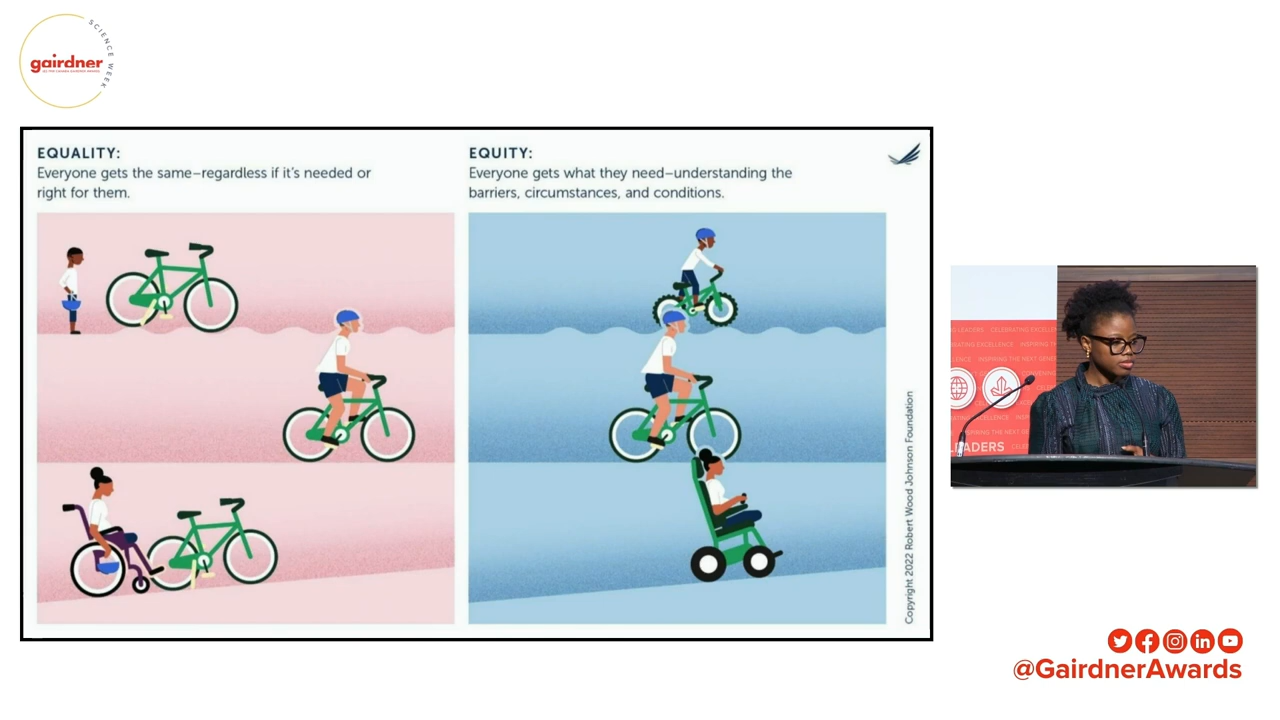 SCIENCE WEEK
gairdner
EQUALITY:
Everyone gets the same–regardless if it's needed or
right for them.
EQUITY:
Everyone gets what they need–understanding the
barriers, circumstances, and conditions.
Copyright 2022 Robert Wood Johnson Foundation
LEADERS
@GairdnerAwards